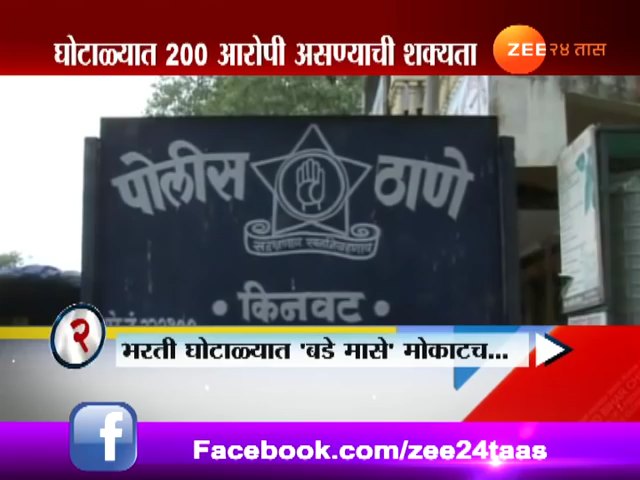 घोटाळ्यात 200 आरोपी असण्याची शक्यता
ZEE २४ तास
पोलीस ठाणे
किनवट
२
भरती घोटाळ्यात 'बडे मासे' मोकाटच...
f
Facebook.com/zee24taas